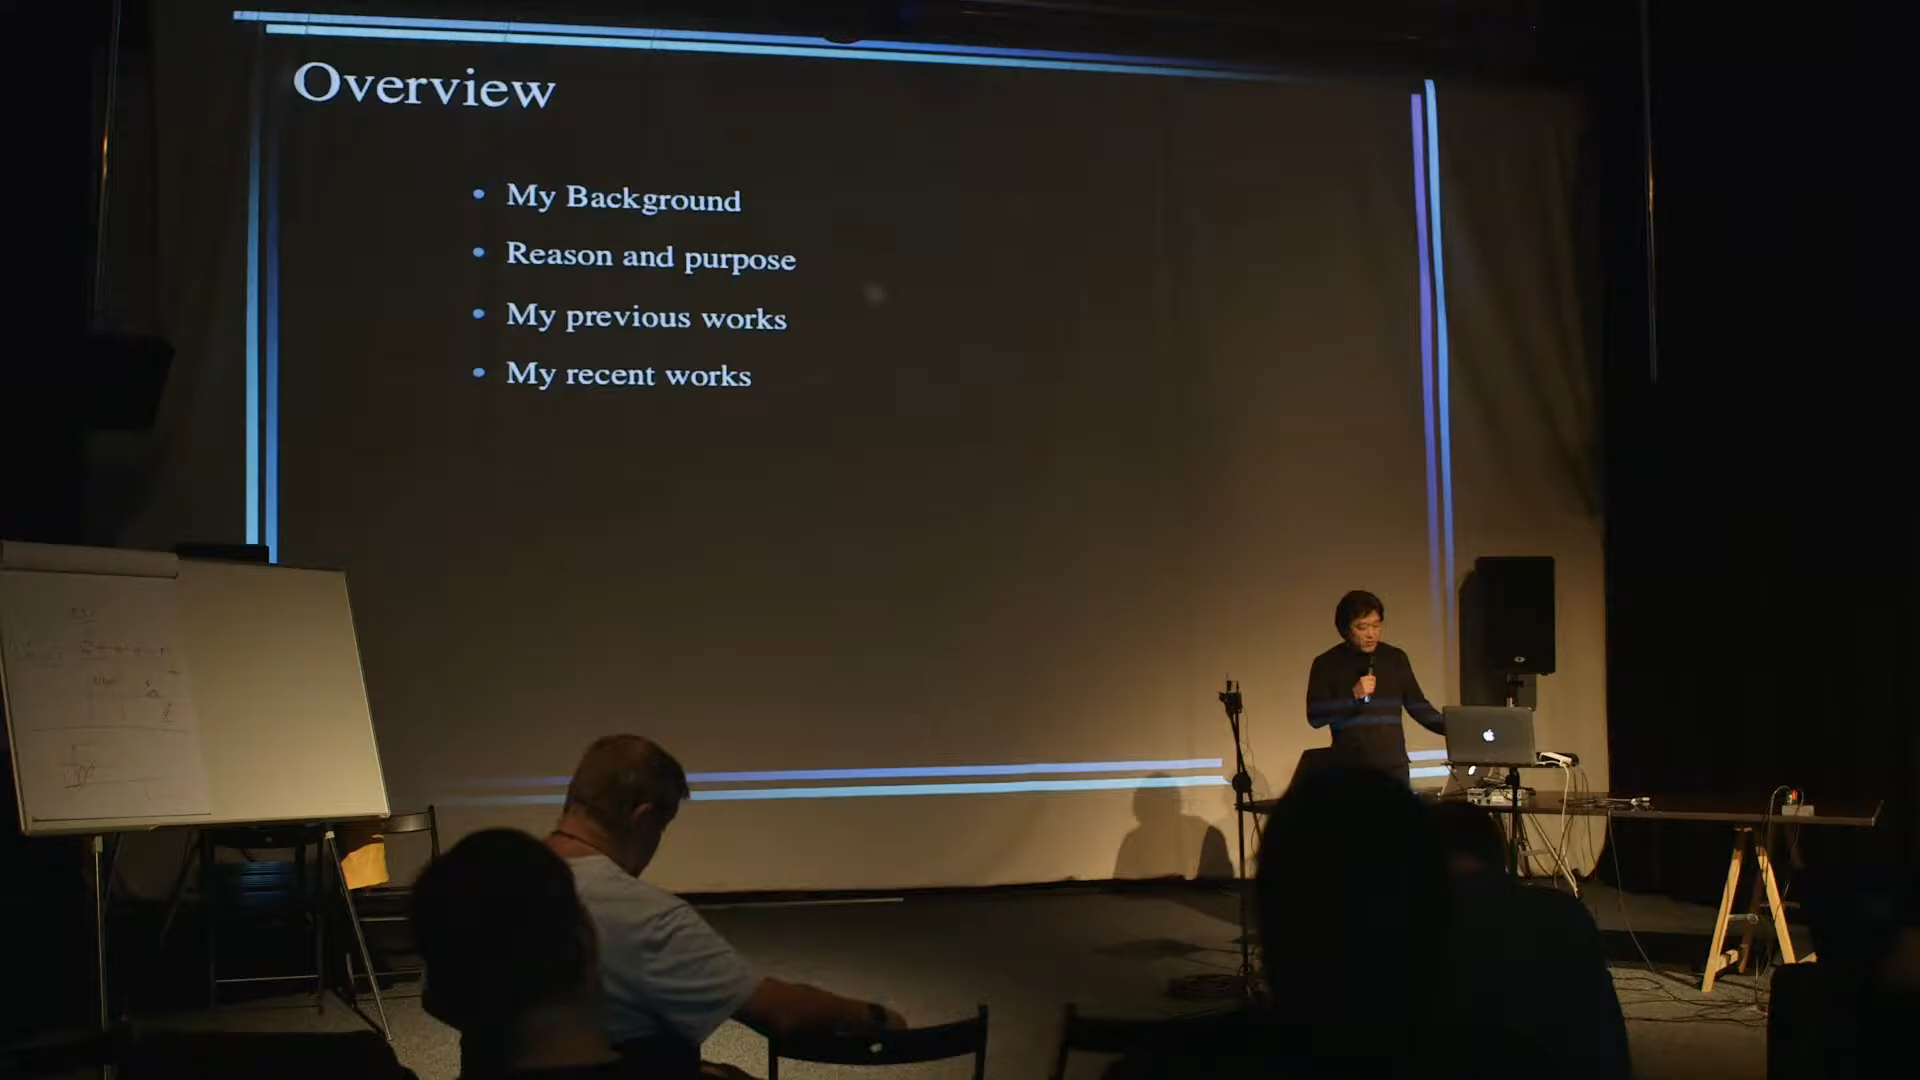 Overview
• My Background
• Reason and purpose
• My previous works
• My recent works